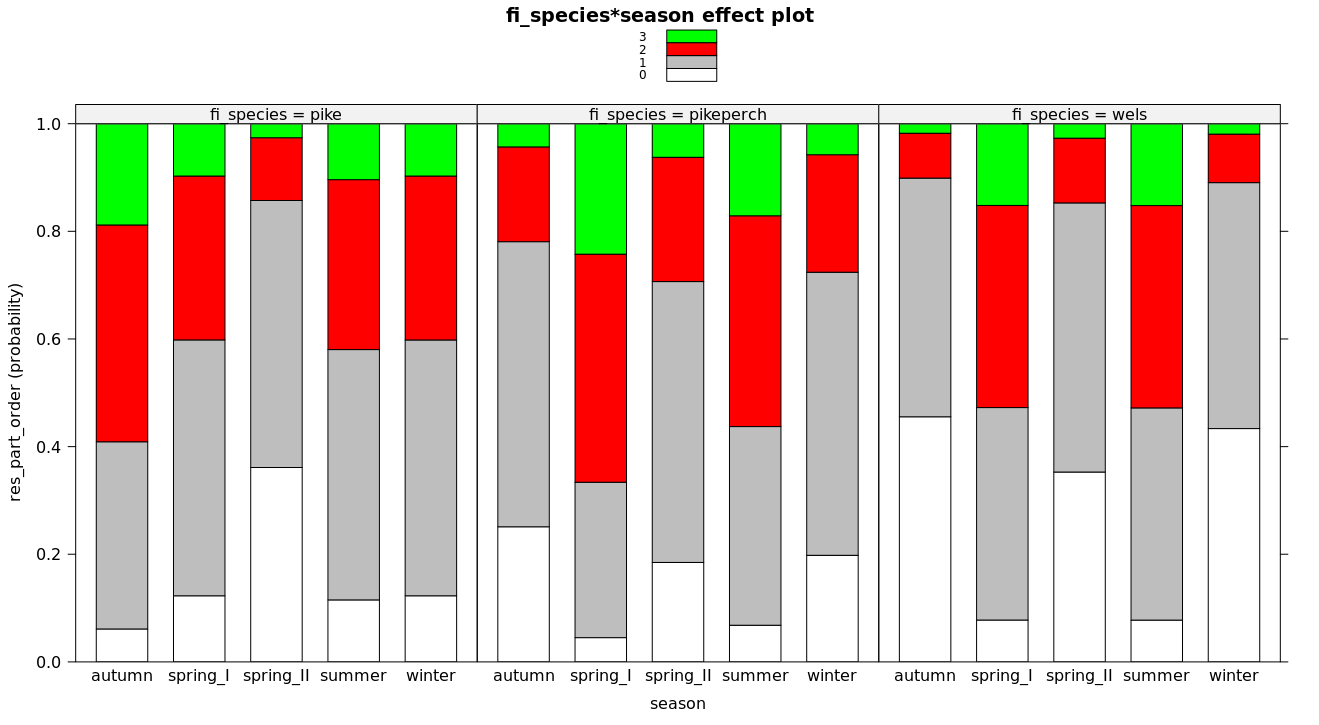 fi_species*season effect plot
3
2
1
0
fi_species = pike
fi_species = pikeperch
fi_species = wels
1.0
0.8
0.6
0.4
0.2
0.0
res_part_order (probability)
autumn spring_I spring_II summer winter
autumn spring_I spring_II summer winter
autumn spring_I spring_II summer winter
season